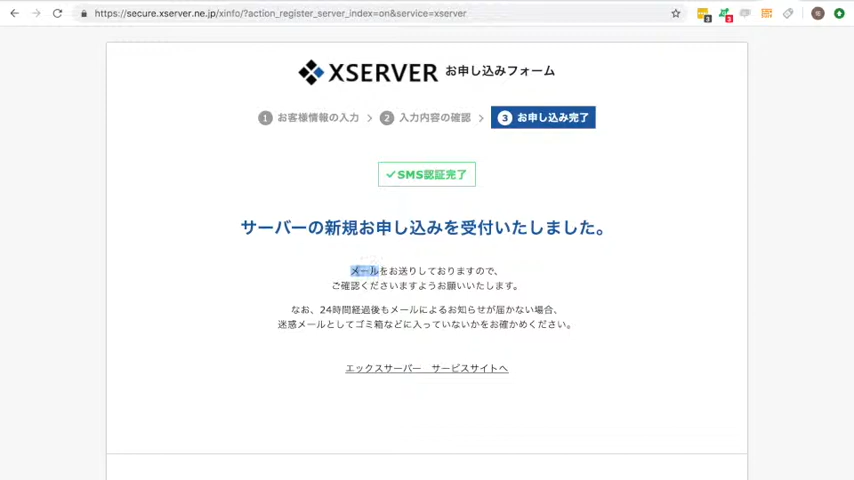 https://secure.xserver.ne.jp/xinfo/?action_register_server_index=on&service=xserver
XSERVER お申し込みフォーム
1 お客様情報の入力 > 2 入力内容の確認 > 3 お申し込み完了
✓SMS認証完了
サーバーの新規お申し込みを受付いたしました。
メールをお送りしておりますので、
ご確認くださいますようお願いいたします。
なお、24時間経過後もメールによるお知らせが届かない場合、
迷惑メールとしてゴミ箱などに入っていないかをお確かめください。
エックスサーバー サービスサイトへ